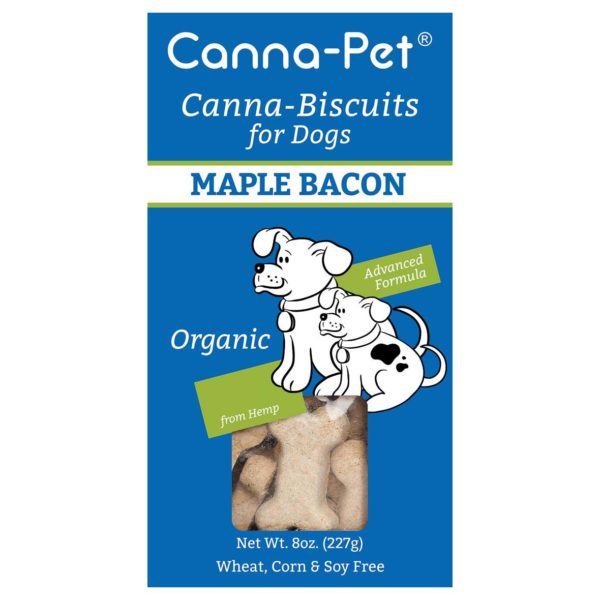 Canna-Pet®
Canna-Biscuits
for Dogs
MAPLE BACON
Advanced
Formula
Organic
from Hemp
Net Wt. 8oz. (227g)
Wheat, Corn & Soy Free